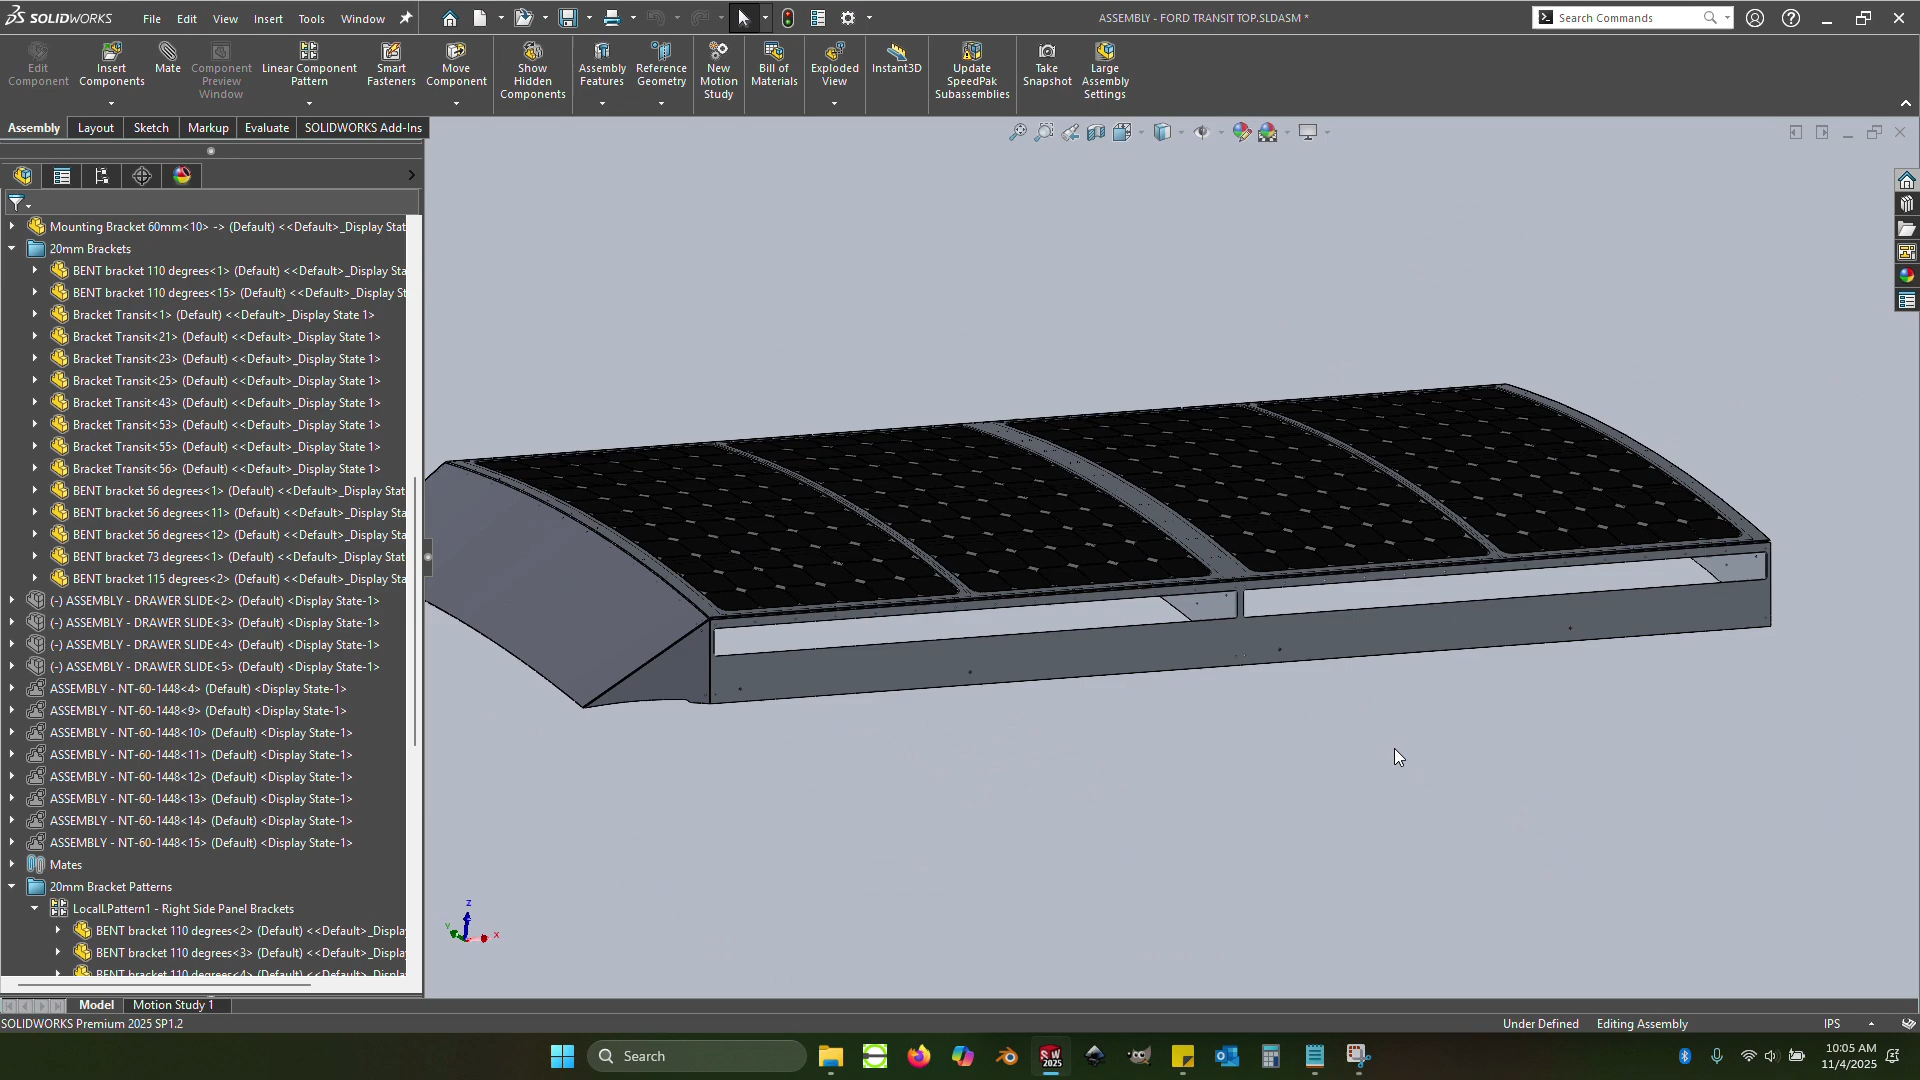 SOLIDWORKS
File
Edit
View
Insert
Tools
Window
ASSEMBLY - FORD TRANSIT TOP.SLDASM *
Search Commands
Edit
Component
Insert
Components
Mate
Component
Preview
Window
Linear Component
Pattern
Smart
Fasteners
Move
Component
Show
Hidden
Components
Assembly
Features
Reference
Geometry
New
Motion
Study
Bill of
Materials
Exploded
View
Instant3D
Update
SpeedPak
Subassemblies
Take
Snapshot
Large
Assembly
Settings
Assembly
Layout
Sketch
Markup
Evaluate
SOLIDWORKS Add-Ins
Mounting Bracket 60mm<10> -> (Default) <<Default>_Display Stat
20mm Brackets
BENT bracket 110 degrees<1> (Default) <<Default>_Display Sta
BENT bracket 110 degrees<15> (Default) <<Default>_Display St
Bracket Transit<1> (Default) <<Default>_Display State 1>
Bracket Transit<21> (Default) <<Default>_Display State 1>
Bracket Transit<23> (Default) <<Default>_Display State 1>
Bracket Transit<25> (Default) <<Default>_Display State 1>
Bracket Transit<43> (Default) <<Default>_Display State 1>
Bracket Transit<53> (Default) <<Default>_Display State 1>
Bracket Transit<55> (Default) <<Default>_Display State 1>
Bracket Transit<56> (Default) <<Default>_Display State 1>
BENT bracket 56 degrees<1> (Default) <<Default>_Display Stat
BENT bracket 56 degrees<11> (Default) <<Default>_Display Sta
BENT bracket 56 degrees<12> (Default) <<Default>_Display Sta
BENT bracket 73 degrees<1> (Default) <<Default>_Display Stat
BENT bracket 115 degrees<2> (Default) <<Default>_Display Sta
(-) ASSEMBLY - DRAWER SLIDE<2> (Default) <Display State-1>
(-) ASSEMBLY - DRAWER SLIDE<3> (Default) <Display State-1>
(-) ASSEMBLY - DRAWER SLIDE<4> (Default) <Display State-1>
(-) ASSEMBLY - DRAWER SLIDE<5> (Default) <Display State-1>
ASSEMBLY - NT-60-1448<4> (Default) <Display State-1>
ASSEMBLY - NT-60-1448<9> (Default) <Display State-1>
ASSEMBLY - NT-60-1448<10> (Default) <Display State-1>
ASSEMBLY - NT-60-1448<11> (Default) <Display State-1>
ASSEMBLY - NT-60-1448<12> (Default) <Display State-1>
ASSEMBLY - NT-60-1448<13> (Default) <Display State-1>
ASSEMBLY - NT-60-1448<14> (Default) <Display State-1>
ASSEMBLY - NT-60-1448<15> (Default) <Display State-1>
Mates
20mm Bracket Patterns
LocalLPattern1 - Right Side Panel Brackets
BENT bracket 110 degrees<2> (Default) <<Default>_Displa
BENT bracket 110 degrees<3> (Default) <<Default>_Displa
BENT bracket 110 degrees<4> (Default) <<Default>_Displa
Z
Y
X
Model
Motion Study 1
SOLIDWORKS Premium 2025 SP1.2
Under Defined
Editing Assembly
IPS
Search
SW
2025
10:05 AM
11/4/2025